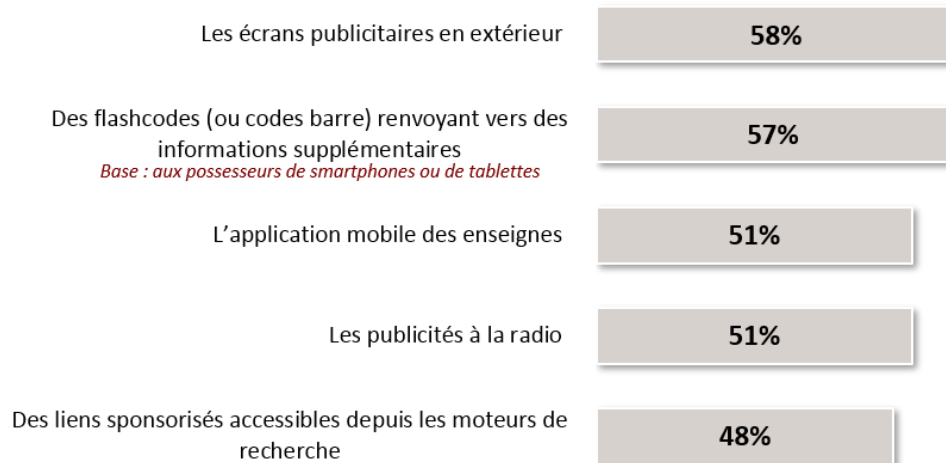 Les écrans publicitaires en extérieur
58%
Des flashcodes (ou codes barre) renvoyant vers des
informations supplémentaires
57%
Base : aux possesseurs de smartphones ou de tablettes
L’application mobile des enseignes
51%
Les publicités à la radio
51%
Des liens sponsorisés accessibles depuis les moteurs de
recherche
48%